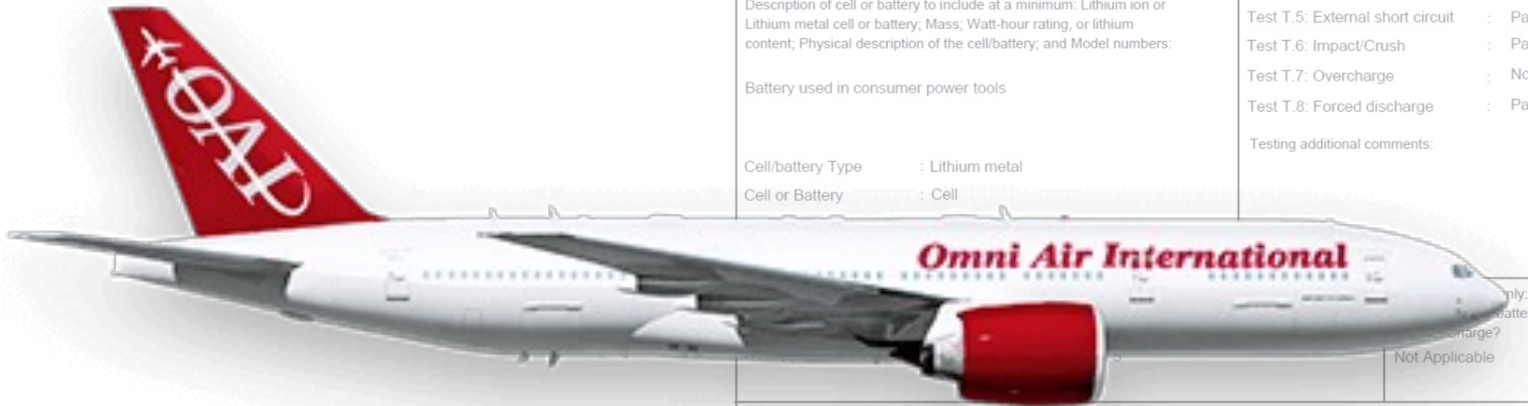 Description of cell or battery to include at a minimum: Lithium ion or
Lithium metal cell or battery; Mass; Watt-hour rating, or lithium
content; Physical description of the cell/battery; and Model numbers:
Battery used in consumer power tools
Cell/battery Type : Lithium metal
Cell or Battery : Cell
Test T.5: External short circuit :
Test T.6: Impact/Crush :
Test T.7: Overcharge :
Test T.8: Forced discharge :
Testing additional comments:
OAI
Omni Air International
Not Applicable